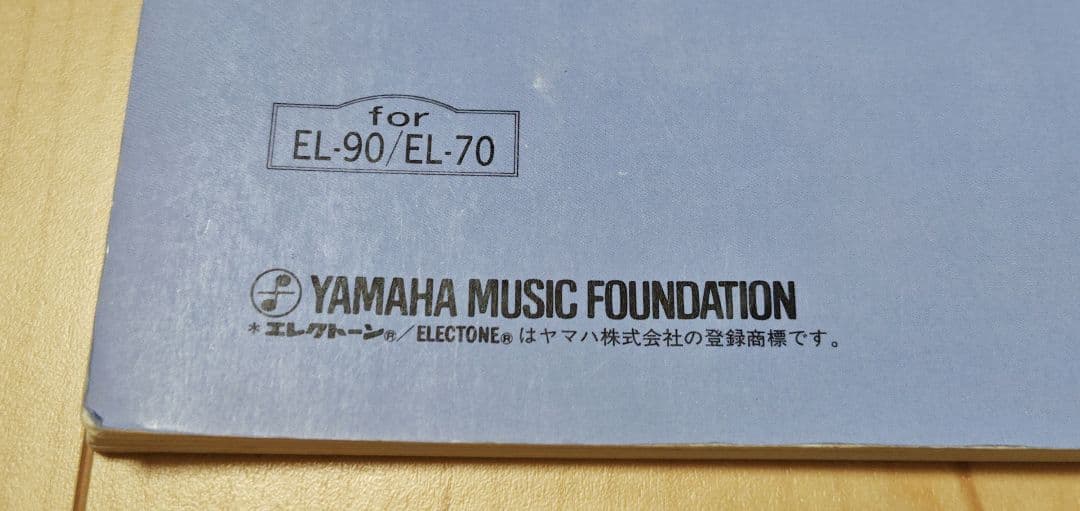 for
EL-90/EL-70
YAMAHA MUSIC FOUNDATION
*エレクトーン®/ELECTONE®はヤマハ株式会社の登録商標です。